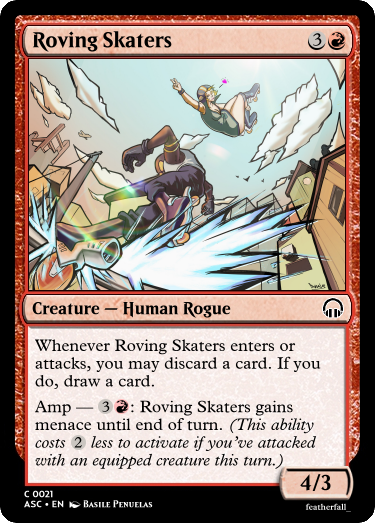 Roving Skaters 3
Creature — Human Rogue
Whenever Roving Skaters enters or
attacks, you may discard a card. If you
do, draw a card.
Amp — 3: Roving Skaters gains
menace until end of turn. (This ability
costs 2 less to activate if you've attacked
with an equipped creature this turn.)
4/3
C 0021
ASC • EN Basile Penuelas
featherfall_